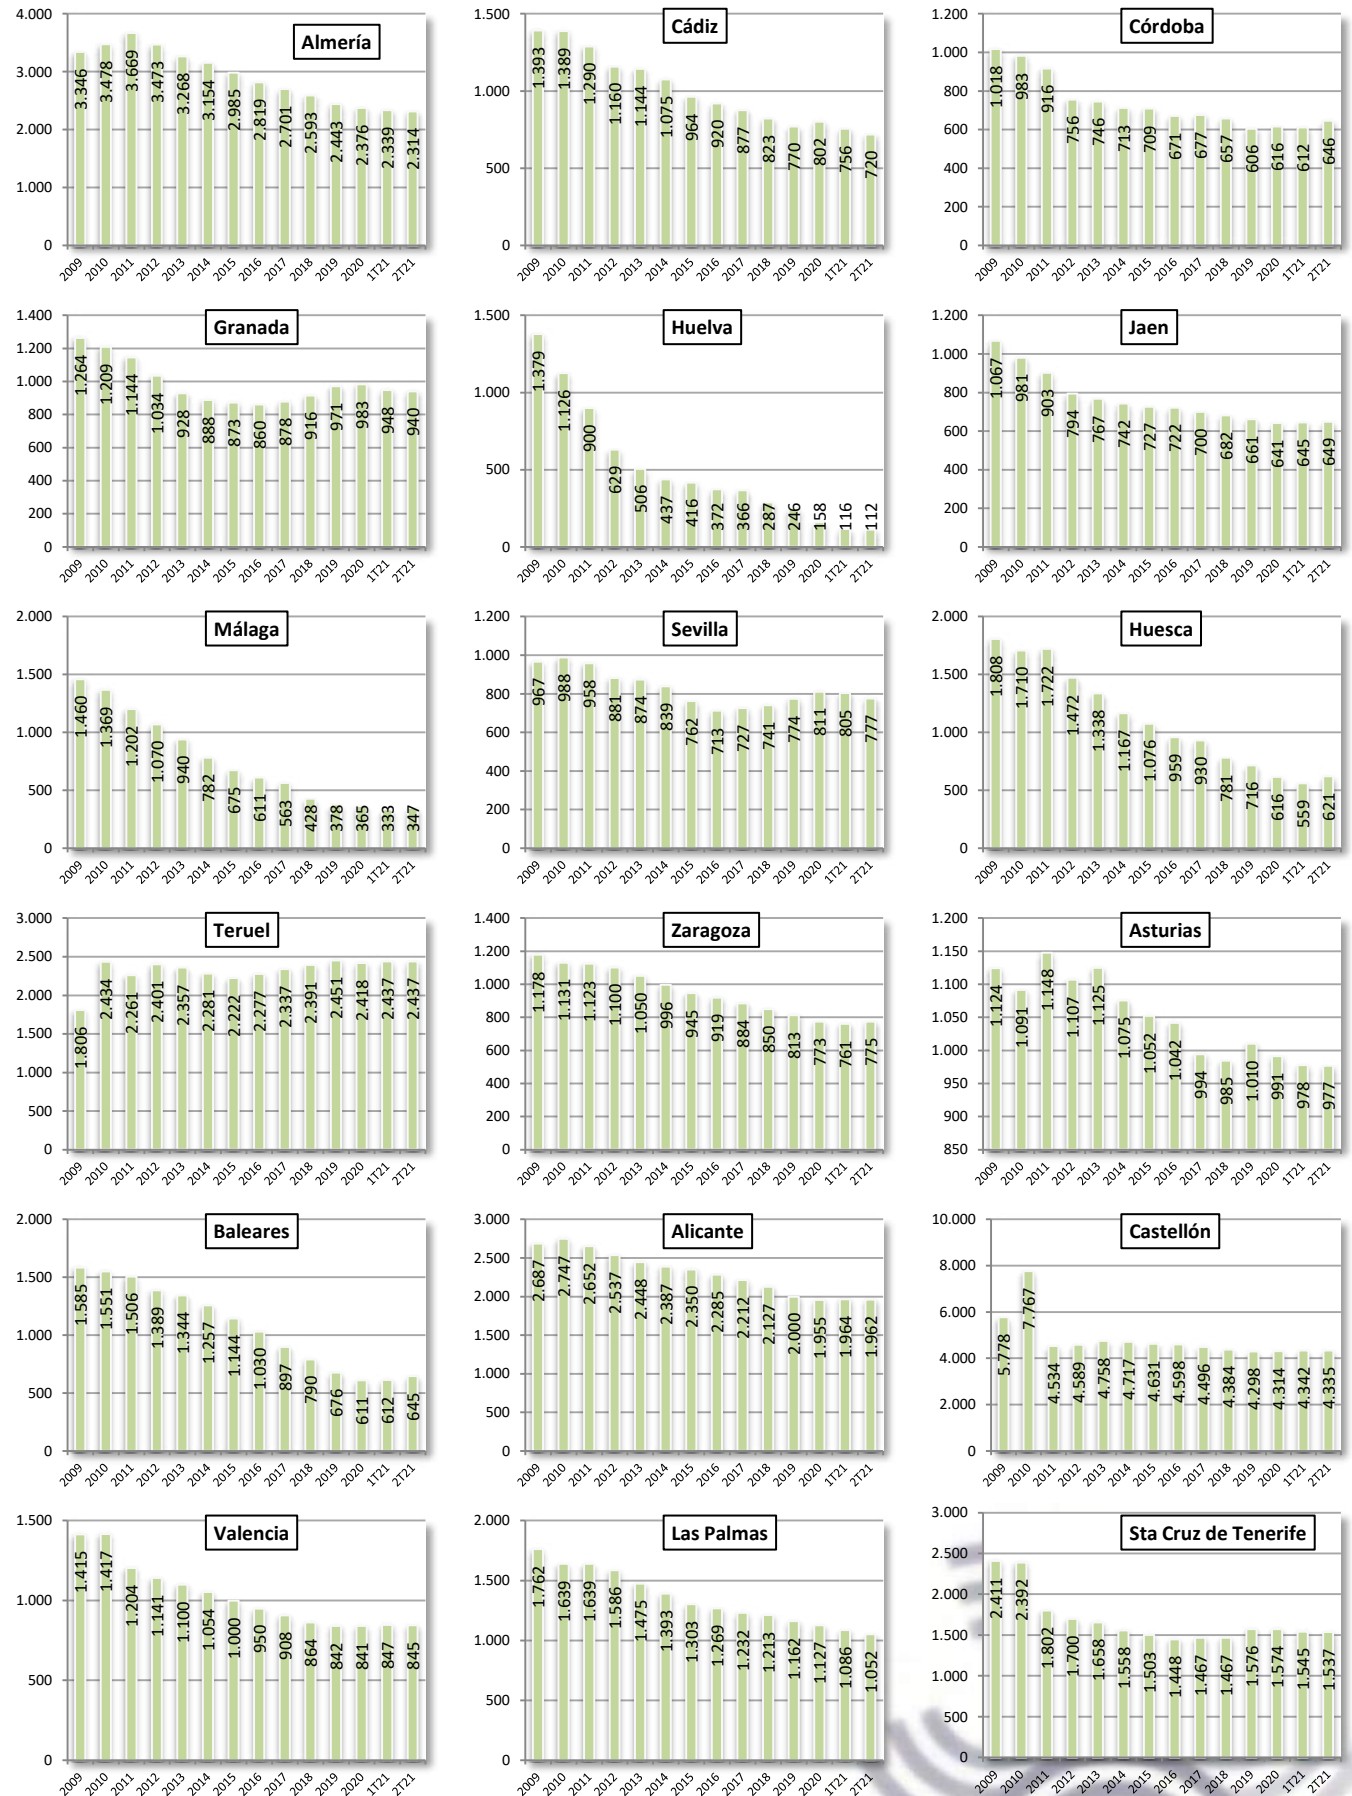 Almería
4.000
3.000
2.000
1.000
0
3.346 3.478 3.669 3.473 3.268 3.154 2.985 2.819 2.701 2.593 2.443 2.376 2.339 2.314
2009 2010 2011 2012 2013 2014 2015 2016 2017 2018 2019 2020 1T21 2T21
Cádiz
1.500
1.000
500
0
1.393 1.389 1.290 1.160 1.144 1.075 964 920 877 823 770 802 756 720
2009 2010 2011 2012 2013 2014 2015 2016 2017 2018 2019 2020 1T21 2T21
Córdoba
1.200
1.000
800
600
400
200
0
1.018 983 916 756 746 713 709 671 677 657 606 616 612 646
2009 2010 2011 2012 2013 2014 2015 2016 2017 2018 2019 2020 1T21 2T21
Granada
1.400
1.200
1.000
800
600
400
200
0
1.264 1.209 1.144 1.034 928 888 873 860 878 916 971 983 948 940
2009 2010 2011 2012 2013 2014 2015 2016 2017 2018 2019 2020 1T21 2T21
Huelva
1.500
1.000
500
0
1.379 1.126 900 629 506 437 416 372 366 287 246 158 116 112
2009 2010 2011 2012 2013 2014 2015 2016 2017 2018 2019 2020 1T21 2T21
Jaen
1.200
1.000
800
600
400
200
0
1.067 981 903 794 767 742 727 722 700 682 661 641 645 649
2009 2010 2011 2012 2013 2014 2015 2016 2017 2018 2019 2020 1T21 2T21
Málaga
2.000
1.500
1.000
500
0
1.460 1.369 1.202 1.070 940 782 675 611 563 428 378 365 333 347
2009 2010 2011 2012 2013 2014 2015 2016 2017 2018 2019 2020 1T21 2T21
Sevilla
1.200
1.000
800
600
400
200
0
967 988 958 881 874 839 762 713 727 741 774 811 805 777
2009 2010 2011 2012 2013 2014 2015 2016 2017 2018 2019 2020 1T21 2T21
Huesca
2.000
1.500
1.000
500
0
1.808 1.710 1.722 1.472 1.338 1.167 1.076 959 930 781 716 616 559 621
2009 2010 2011 2012 2013 2014 2015 2016 2017 2018 2019 2020 1T21 2T21
Teruel
3.000
2.500
2.000
1.500
1.000
500
0
1.806 2.434 2.261 2.401 2.357 2.281 2.222 2.277 2.337 2.391 2.451 2.418 2.437 2.437
2009 2010 2011 2012 2013 2014 2015 2016 2017 2018 2019 2020 1T21 2T21
Zaragoza
1.400
1.200
1.000
800
600
400
200
0
1.178 1.131 1.123 1.100 1.050 996 945 919 884 850 813 773 761 775
2009 2010 2011 2012 2013 2014 2015 2016 2017 2018 2019 2020 1T21 2T21
Asturias
1.200
1.150
1.100
1.050
1.000
950
900
850
1.124 1.091 1.148 1.107 1.125 1.075 1.052 1.042 994 985 1.010 991 978 977
2009 2010 2011 2012 2013 2014 2015 2016 2017 2018 2019 2020 1T21 2T21
Baleares
2.000
1.500
1.000
500
0
1.585 1.551 1.506 1.389 1.344 1.257 1.144 1.030 897 790 676 611 612 645
2009 2010 2011 2012 2013 2014 2015 2016 2017 2018 2019 2020 1T21 2T21
Alicante
3.000
2.500
2.000
1.500
1.000
500
0
2.687 2.747 2.652 2.537 2.448 2.387 2.350 2.285 2.212 2.127 2.000 1.955 1.964 1.962
2009 2010 2011 2012 2013 2014 2015 2016 2017 2018 2019 2020 1T21 2T21
Castellón
10.000
8.000
6.000
4.000
2.000
0
5.778 7.767 4.534 4.589 4.758 4.717 4.631 4.598 4.496 4.384 4.298 4.314 4.342 4.335
2009 2010 2011 2012 2013 2014 2015 2016 2017 2018 2019 2020 1T21 2T21
Valencia
1.500
1.000
500
0
1.415 1.417 1.204 1.141 1.100 1.054 1.000 950 908 864 842 841 847 845
2009 2010 2011 2012 2013 2014 2015 2016 2017 2018 2019 2020 1T21 2T21
Las Palmas
2.000
1.500
1.000
500
0
1.762 1.639 1.639 1.586 1.475 1.393 1.303 1.269 1.232 1.213 1.162 1.127 1.086 1.052
2009 2010 2011 2012 2013 2014 2015 2016 2017 2018 2019 2020 1T21 2T21
Sta Cruz de Tenerife
3.000
2.500
2.000
1.500
1.000
500
0
2.411 2.392 1.802 1.700 1.658 1.558 1.503 1.448 1.467 1.467 1.576 1.574 1.545 1.537
2009 2010 2011 2012 2013 2014 2015 2016 2017 2018 2019 2020 1T21 2T21